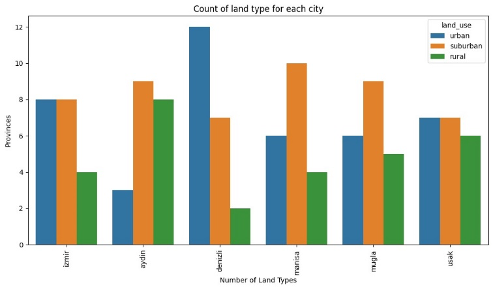 Count of land type for each city
land_use
urban
suburban
rural
Provinces
12
10
8
6
4
2
0
izmir
aydin
denizli
manisa
mugla
usak
Number of Land Types